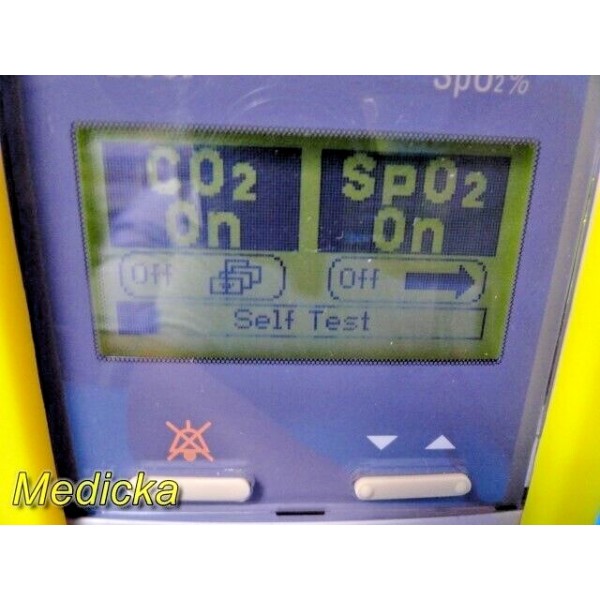 SpO2%
CO2 SpO2
On On
Off Off
Self Test
Medicka